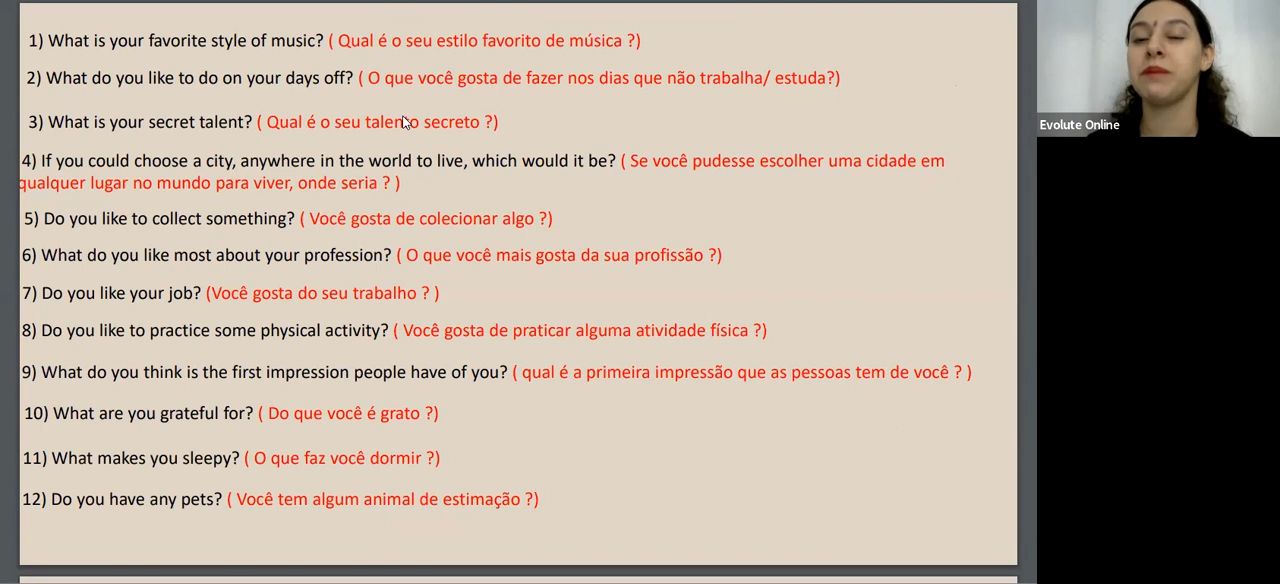 1) What is your favorite style of music? ( Qual é o seu estilo favorito de música ?)
2) What do you like to do on your days off? ( O que você gosta de fazer nos dias que não trabalha/ estuda?)
3) What is your secret talent? ( Qual é o seu talento secreto ?)
4) If you could choose a city, anywhere in the world to live, which would it be? ( Se você pudesse escolher uma cidade em
qualquer lugar no mundo para viver, onde seria ? )
5) Do you like to collect something? ( Você gosta de colecionar algo ?)
6) What do you like most about your profession? ( O que você mais gosta da sua profissão ?)
7) Do you like your job? (Você gosta do seu trabalho ? )
8) Do you like to practice some physical activity? ( Você gosta de praticar alguma atividade física ?)
9) What do you think is the first impression people have of you? ( qual é a primeira impressão que as pessoas tem de você ? )
10) What are you grateful for? ( Do que você é grato ?)
11) What makes you sleepy? ( O que faz você dormir ?)
12) Do you have any pets? ( Você tem algum animal de estimação ?)
Evolute Online